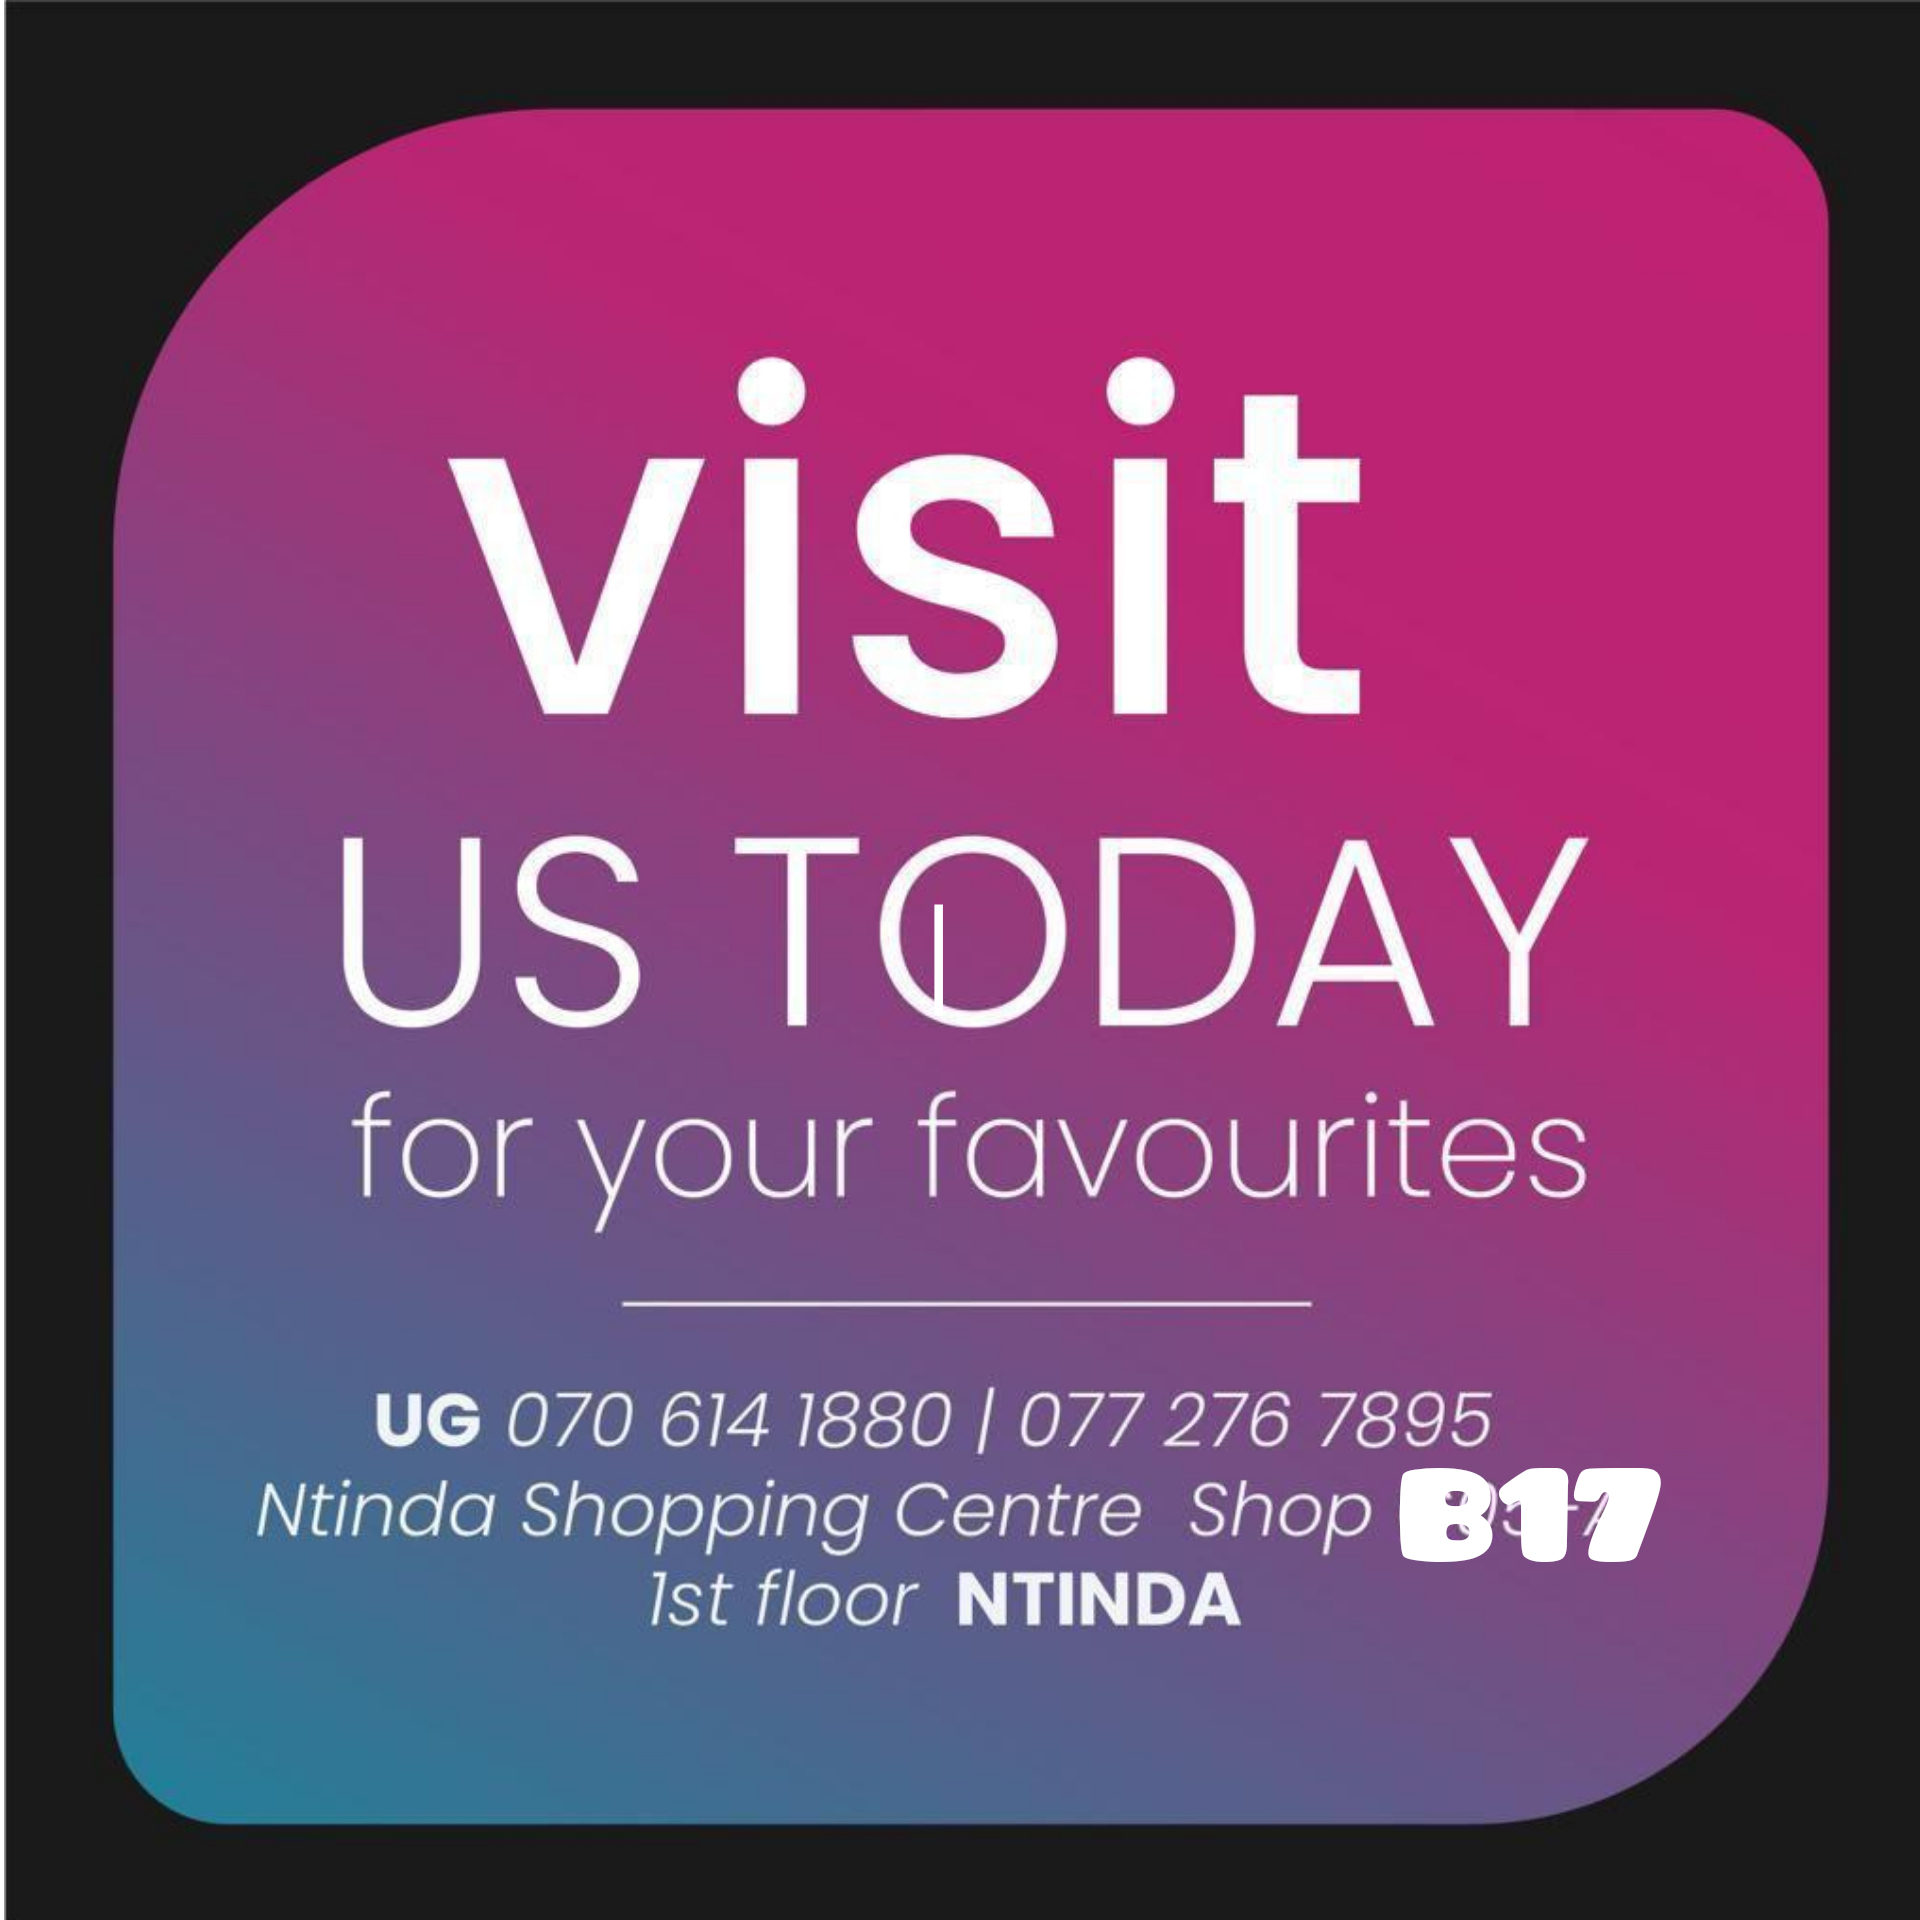 visit
US TODAY
for your favourites
UG 070 614 1880 | 077 276 7895
Ntinda Shopping Centre Shop B17
1st floor NTINDA